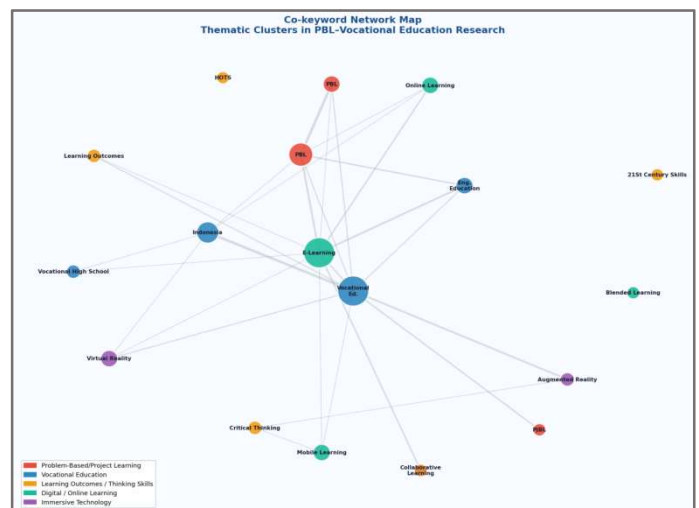 Co-keyword Network Map
Thematic Clusters in PBL–Vocational Education Research
HOTS
PBL
Online Learning
Learning Outcomes
PBL
21St Century Skills
Eng.
Education
Indonesia
E-Learning
Vocational High School
Vocational
Ed.
Blended Learning
Virtual Reality
Augmented Reality
Critical Thinking
PjBL
Mobile Learning
Collaborative
Learning
Problem-Based/Project Learning
Vocational Education
Learning Outcomes / Thinking Skills
Digital / Online Learning
Immersive Technology